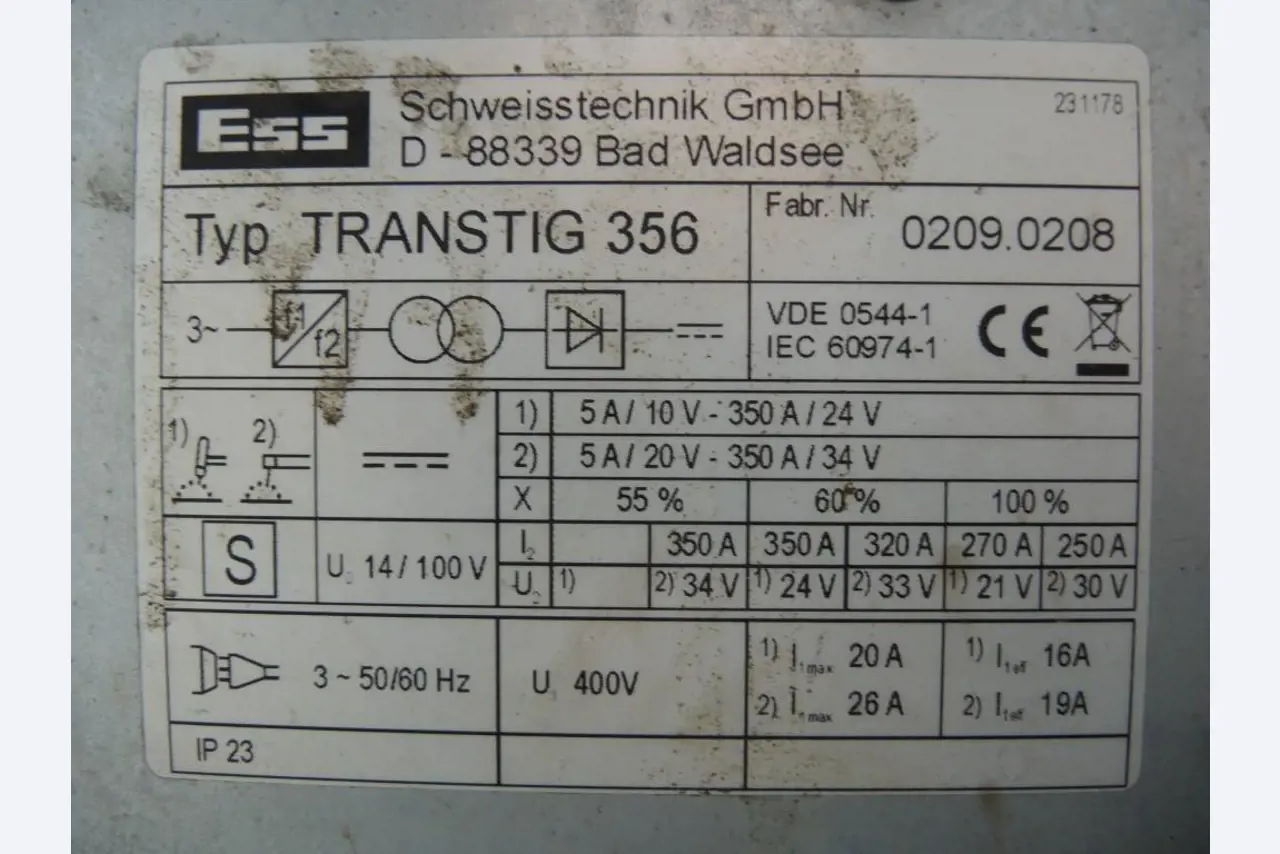 Ess
Schweisstechnik GmbH
D - 88339 Bad Waldsee
231178
Typ TRANSTIG 356
Fabr. Nr. 0209.0208
3~ f1 f2
VDE 0544-1
IEC 60974-1
CE
1) 2)
1) 5 A / 10 V - 350 A / 24 V
2) 5 A / 20 V - 350 A / 34 V
X 55 % 60 % 100 %
S
U₀ 14 / 100 V
I₂ 350 A 350 A 320 A 270 A 250 A
U₂ 1) 2) 34 V 1) 24 V 2) 33 V 1) 21 V 2) 30 V
3 ~ 50/60 Hz
U₁ 400V
1) I₁max 20 A
2) I₁max 26 A
1) I₁eff 16A
2) I₁eff 19A
IP 23